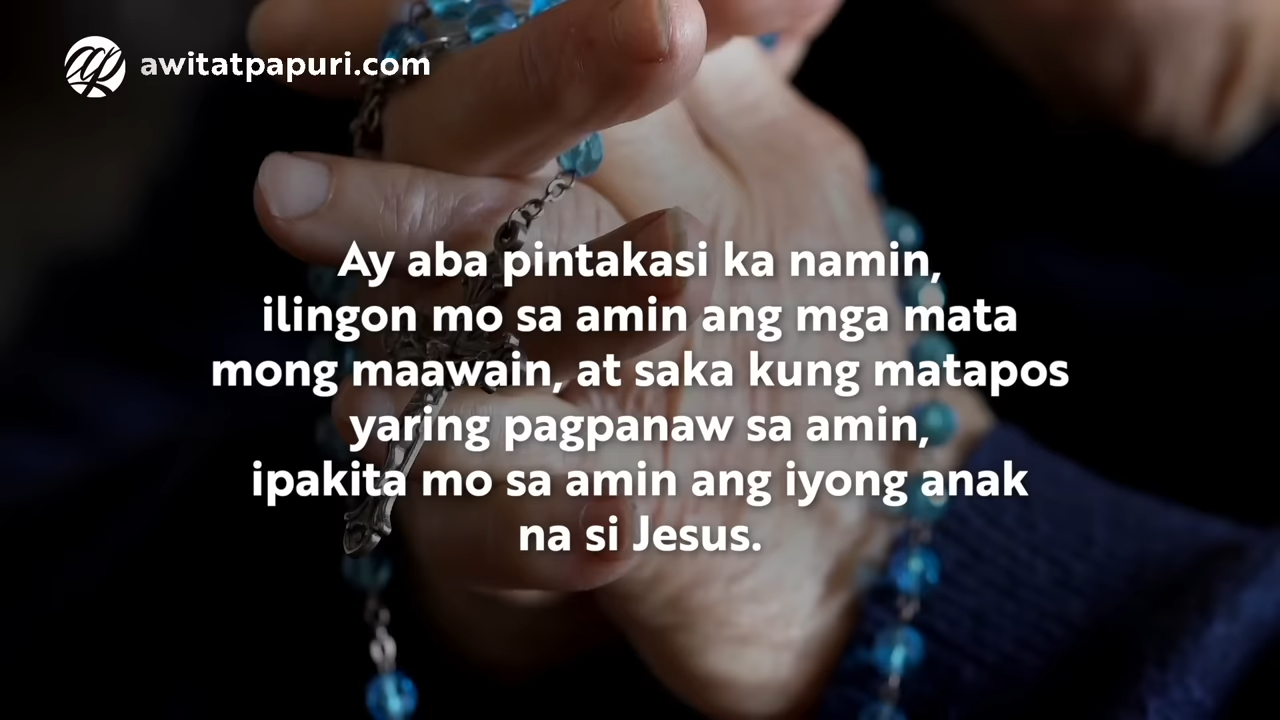 awitatpapuri.com
Ay aba pintakasi ka namin,
ilingon mo sa amin ang mga mata
mong maawain, at saka kung matapos
yaring pagpanaw sa amin,
ipakita mo sa amin ang iyong anak
na si Jesus.